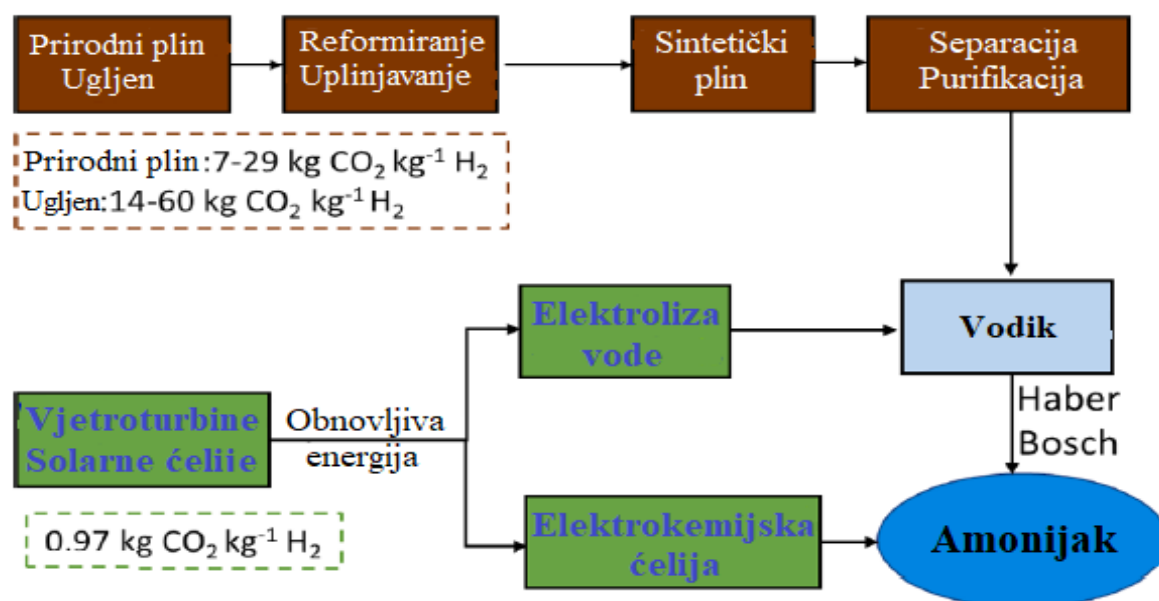 Prirodni plin
Ugljen
Reformiranje
Uplinjavanje
Sintetički
plin
Separacija
Purifikacija
Prirodni plin:7-29 kg CO₂ kg⁻¹ H₂
Ugljen:14-60 kg CO₂ kg⁻¹ H₂
Elektroliza
vode
Vodik
Vjetroturbine
Solarne ćelije
Obnovljiva
energija
Haber
Bosch
0.97 kg CO₂ kg⁻¹ H₂
Elektrokemijska
ćelija
Amonijak